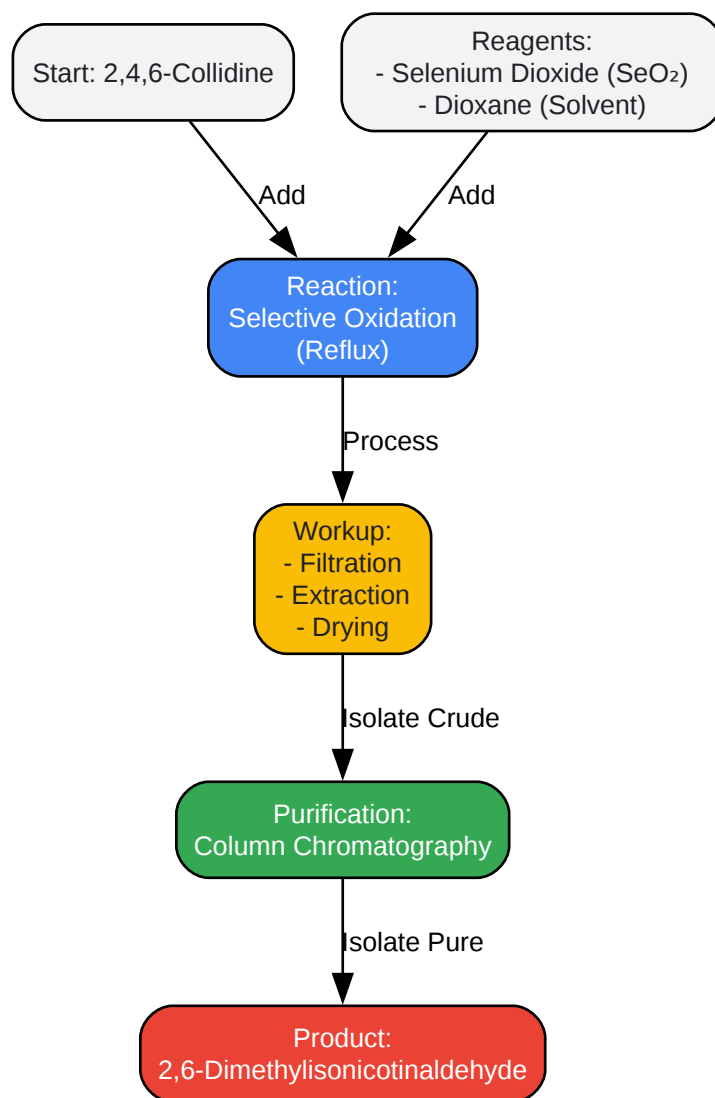 Start: 2,4,6-Collidine
Reagents:
- Selenium Dioxide (SeO₂)
- Dioxane (Solvent)
Add
Add
Reaction:
Selective Oxidation
(Reflux)
Process
Workup:
- Filtration
- Extraction
- Drying
Isolate Crude
Purification:
Column Chromatography
Isolate Pure
Product:
2,6-Dimethylisonicotinaldehyde